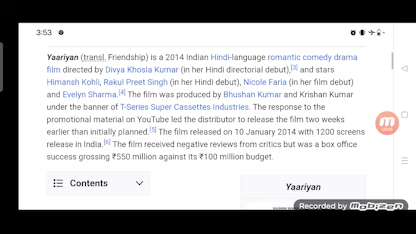 3:53
Yaariyan (transl. Friendship) is a 2014 Indian Hindi-language romantic comedy drama
film directed by Divya Khosla Kumar (in her Hindi directorial debut),[3] and stars
Himansh Kohli, Rakul Preet Singh (in her Hindi debut), Nicole Faria (in her film debut)
and Evelyn Sharma.[4] The film was produced by Bhushan Kumar and Krishan Kumar
under the banner of T-Series Super Cassettes Industries. The response to the
promotional material on YouTube led the distributor to release the film two weeks
earlier than initially planned.[5] The film released on 10 January 2014 with 1200 screens
release in India.[6] The film received negative reviews from critics but was a box office
success grossing ₹550 million against its ₹100 million budget.
Contents
Yaariyan
Recorded by Mobizen